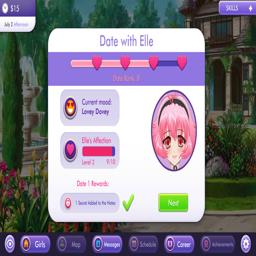 $15
SKILLS
July 2 Afternoon
Date with Elle
Date Rank: 3
Current mood:
Lovey Dovey
Elle's Affection
Level 2
9/10
Date 1 Rewards:
1 Secret Added to the Notes
Next
Girls
Map
Messages
Schedule
Career
Achievements